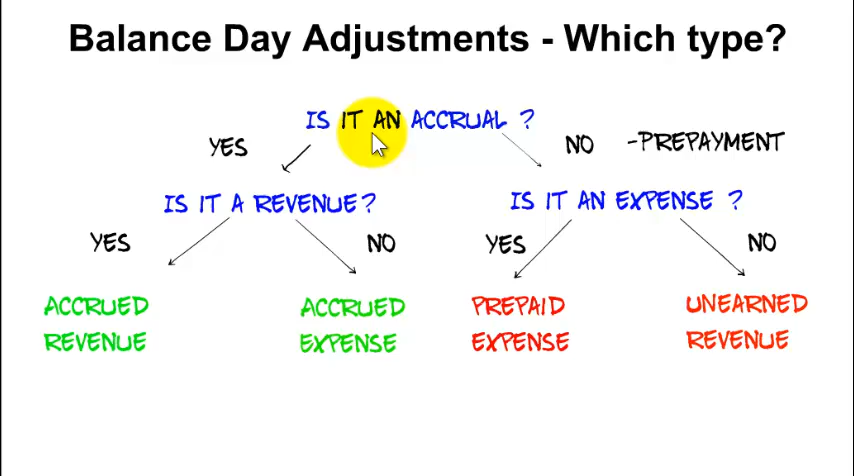 Balance Day Adjustments - Which type?
IS IT AN ACCRUAL ?
YES
NO
-PREPAYMENT
IS IT A REVENUE?
IS IT AN EXPENSE ?
YES
NO
YES
NO
ACCRUED
REVENUE
ACCRUED
EXPENSE
PREPAID
EXPENSE
UNEARNED
REVENUE